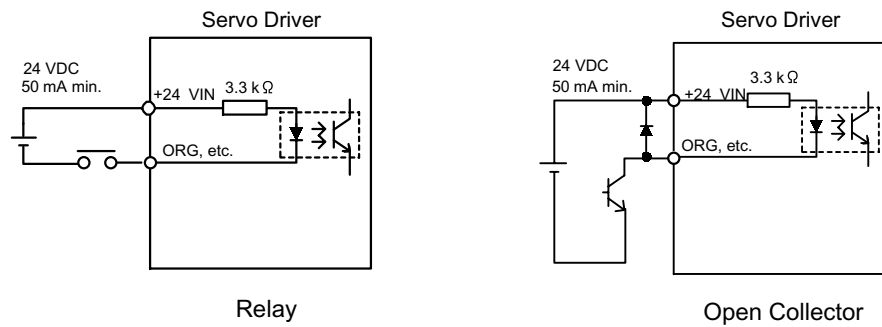 Servo Driver
24 VDC
50 mA min.
+24 VIN
3.3 kΩ
ORG, etc.
Relay
Servo Driver
24 VDC
50 mA min.
+24 VIN
3.3 kΩ
ORG, etc.
Open Collector